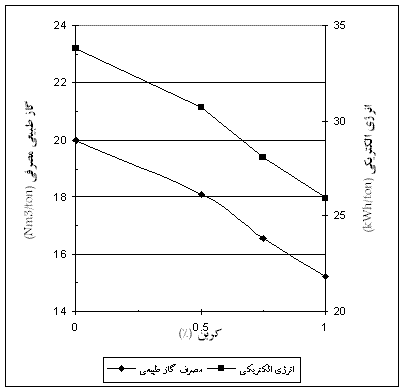 24
22
20
18
16
14
35
30
25
20
0
0.5
1
گاز طبیعی مصرفی (Nm3/ton)
انرژی الکتریکی (kWh/ton)
کوپن (٪)
مصرف گاز طبیعی
انرژی الکتریکی